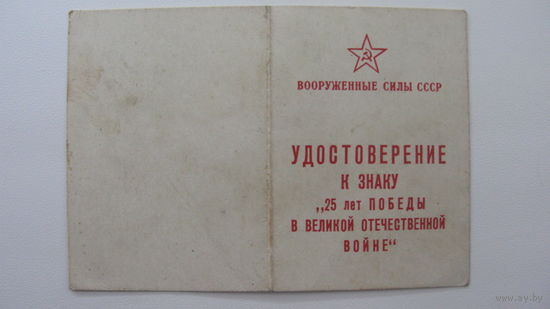 ВООРУЖЕННЫЕ СИЛЫ СССР
УДОСТОВЕРЕНИЕ
К ЗНАКУ
„25 лет ПОБЕДЫ
В ВЕЛИКОЙ ОТЕЧЕСТВЕННОЙ
ВОЙНЕ“
www.ay.by